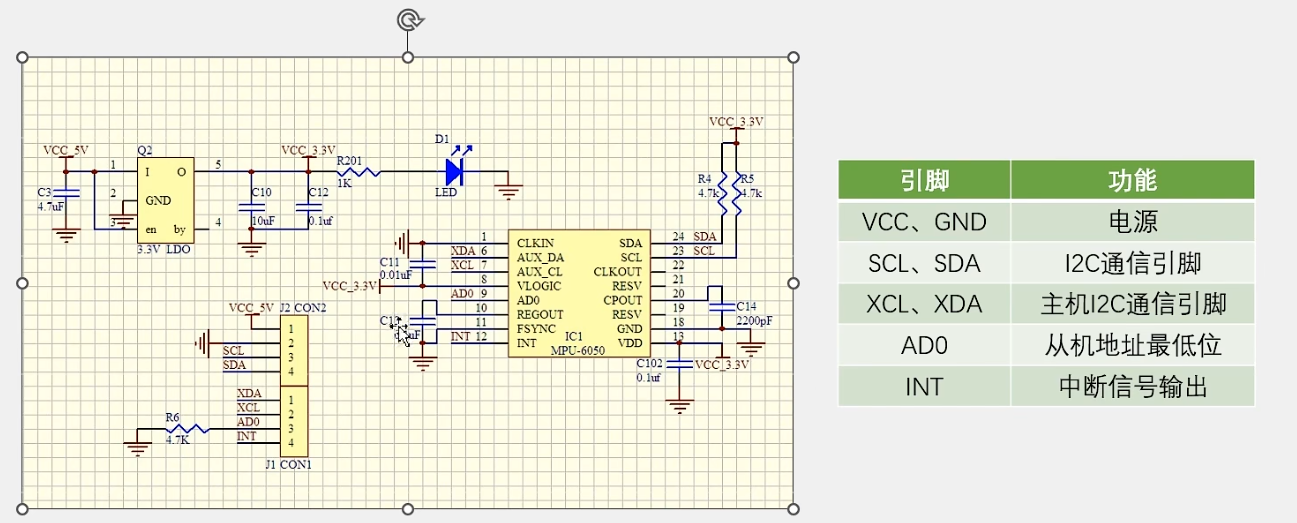 VCC_5V
Q2
1
I
O
5
2
GND
3
en
by
4
3.3V LDO
C3
4.7uF
C10
10uF
VCC_3.3V
C12
0.1uf
R201
1K
D1
LED
VCC_3.3V
R4
4.7k
R5
4.7k
1
CLKIN
SDA
24
SDA
XDA
6
AUX_DA
SCL
23
SCL
XCL
7
AUX_CL
CLKOUT
22
8
VLOGIC
RESV
21
AD0
9
AD0
CPOUT
20
10
REGOUT
RESV
19
11
FSYNC
GND
18
INT
12
INT
VDD
13
IC1
MPU-6050
C11
0.01uF
VCC_3.3V
C14
2200pF
C102
0.1uf
VCC_3.3V
VCC_5V
J2 CON2
1
2
SCL
3
SDA
4
XDA
1
XCL
2
AD0
3
INT
4
J1 CON1
R6
4.7K
引脚 功能
VCC、GND 电源
SCL、SDA I2C通信引脚
XCL、XDA 主机I2C通信引脚
AD0 从机地址最低位
INT 中断信号输出